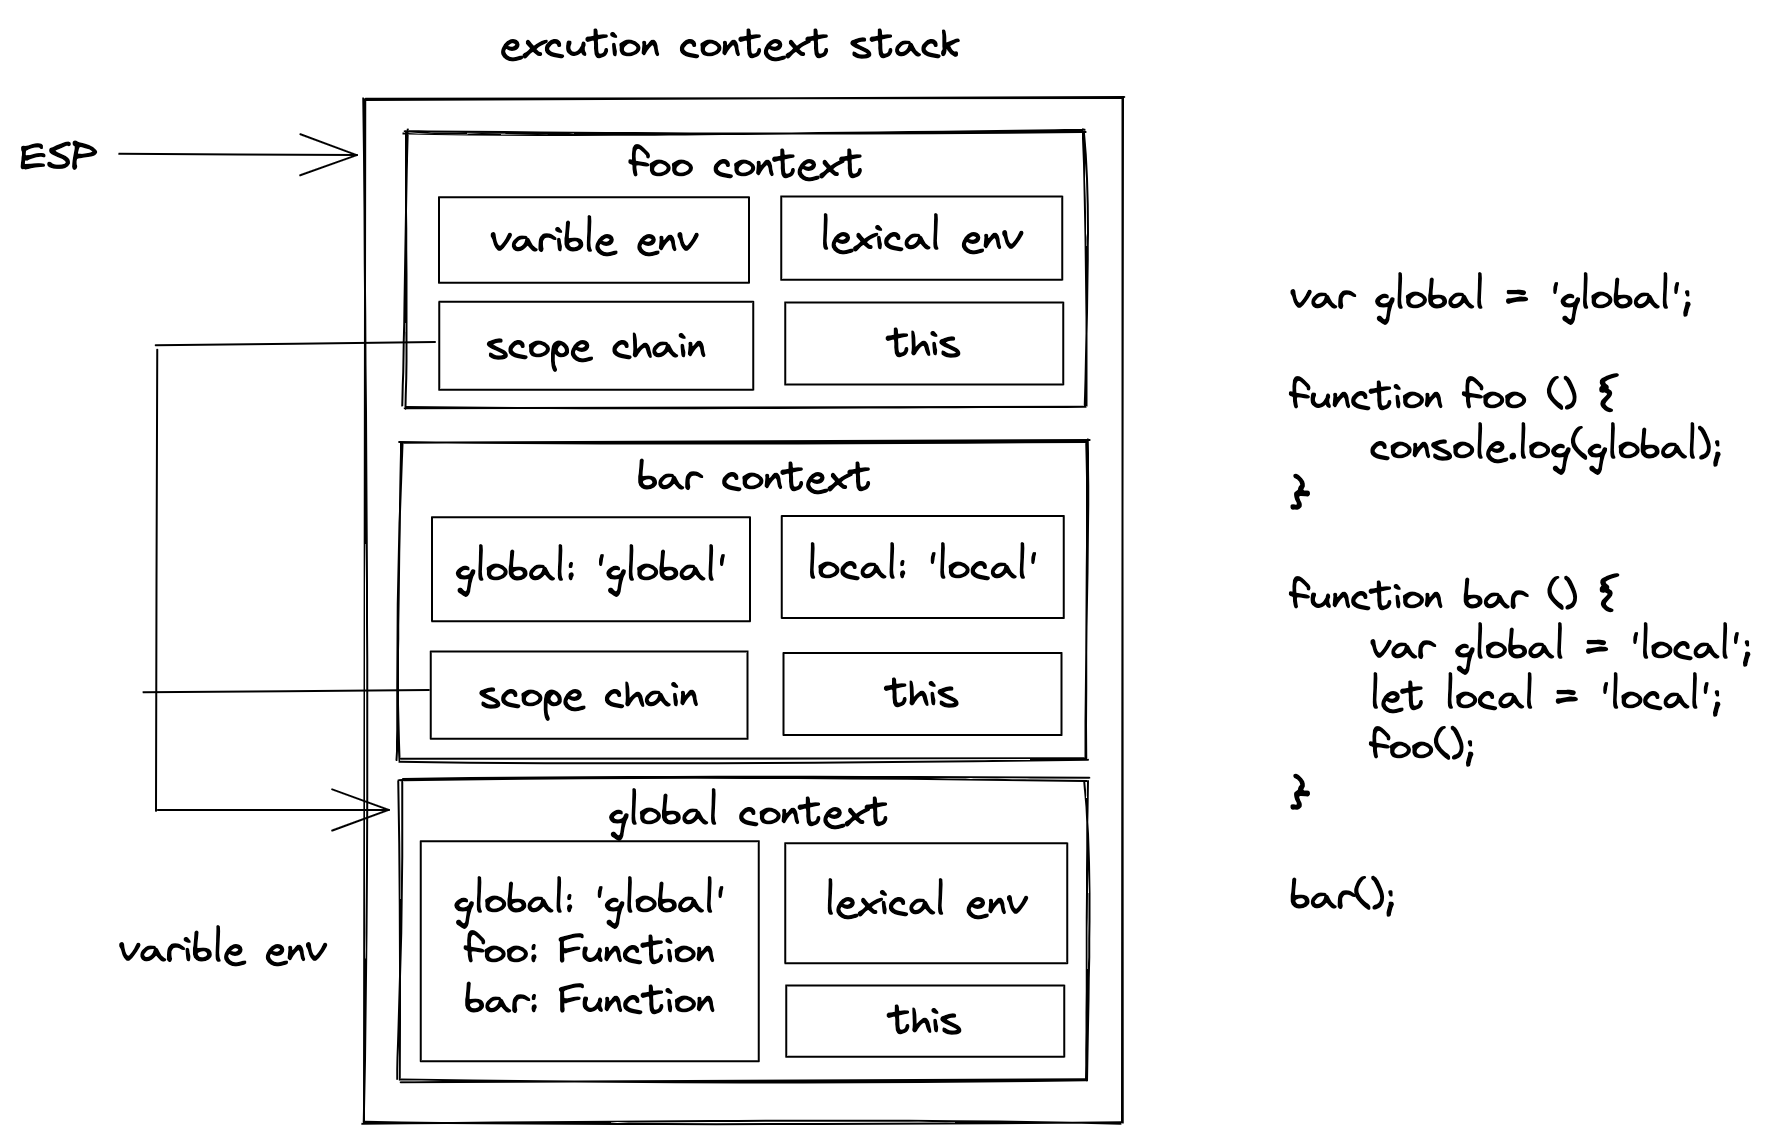 excution context stack
ESP
foo context
varible env
lexical env
scope chain
this
bar context
global: 'global'
local: 'local'
scope chain
this
global context
global: 'global'
foo: Function
bar: Function
lexical env
this
varible env
var global = 'global';
function foo () {
console.log(global);
}
function bar () {
var global = 'local';
let local = 'local';
foo();
}
bar();